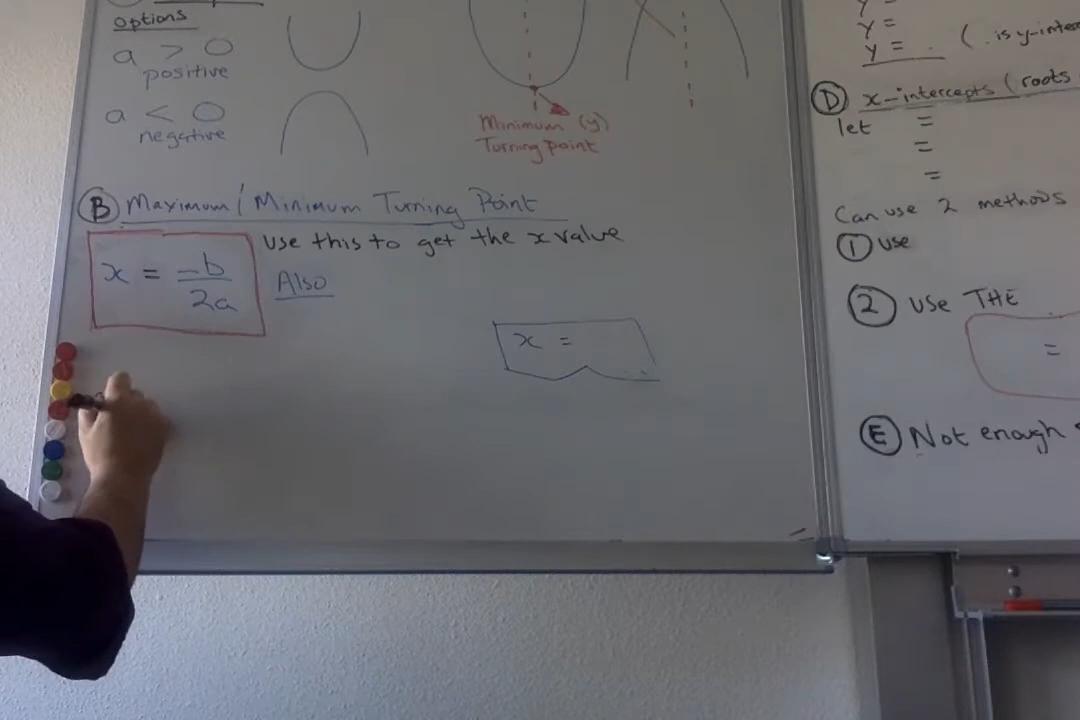 Options
a > 0
positive
a < 0
negative
Minimum (y)
Turning point
B Maximum / Minimum Turning Point
x = -b / 2a
Use this to get the x value
Also
x =
y =
y = . ( . is y-inter
D x-intercepts (roots
let =
=
=
Can use 2 methods
1 use
2 use THE
=
E Not enough